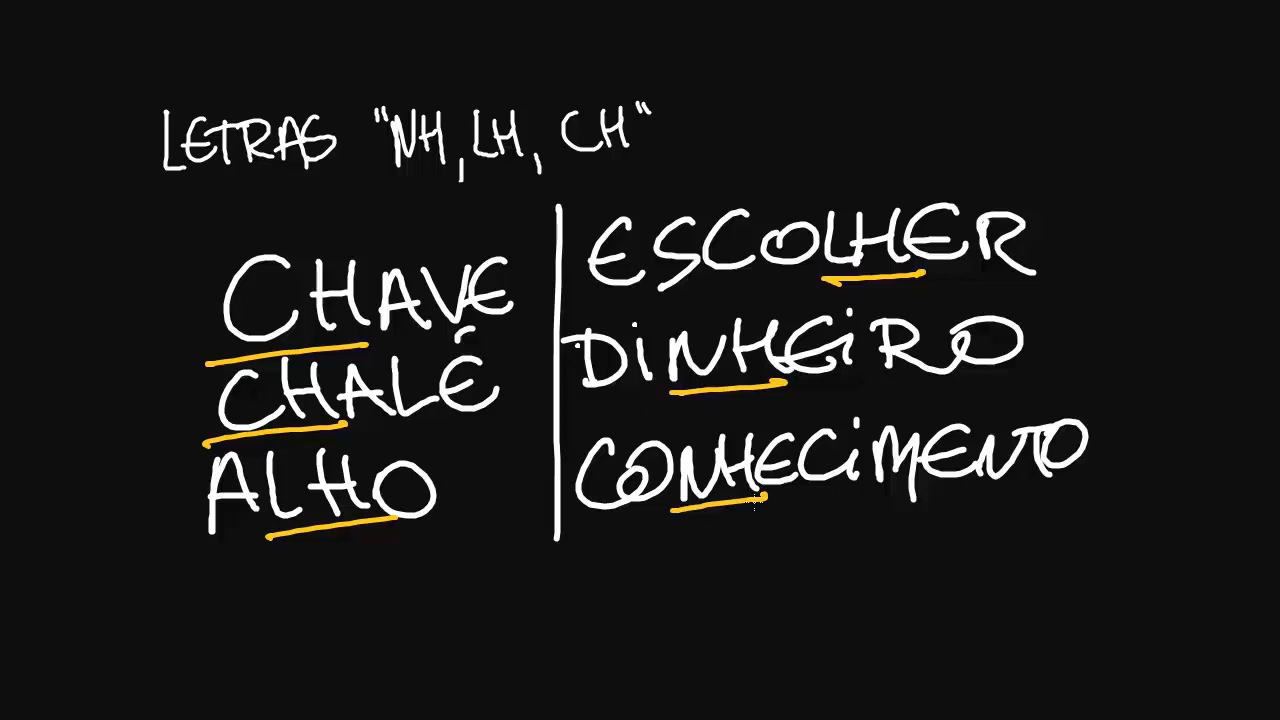 LETRAS "NH, LH, CH"
CHAVE
CHALÉ
ALHO
ESCOLHER
DINHEIRO
CONHECIMENTO